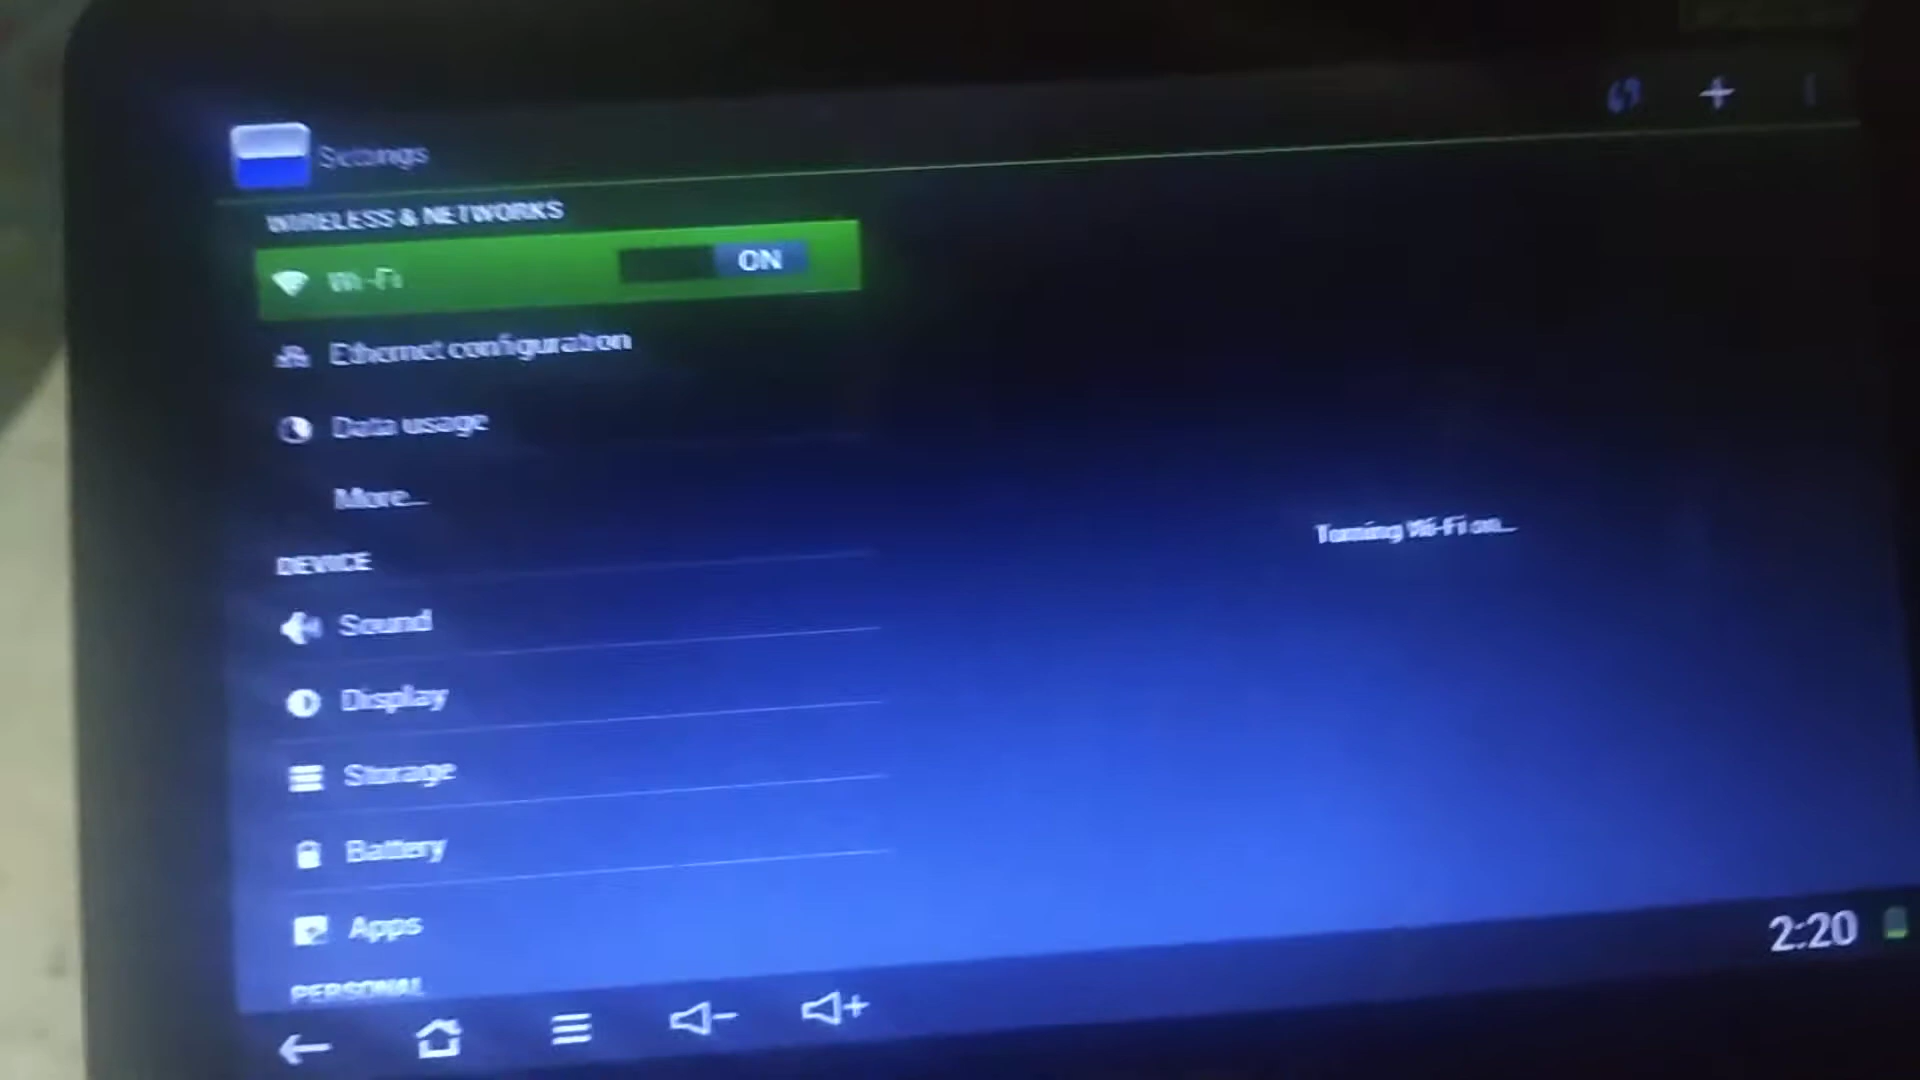 Settings
WIRELESS & NETWORKS
Wi-Fi
ON
Ethernet configuration
Data usage
More...
Turning Wi-Fi on...
DEVICE
Sound
Display
Storage
Battery
Apps
2:20
PERSONAL